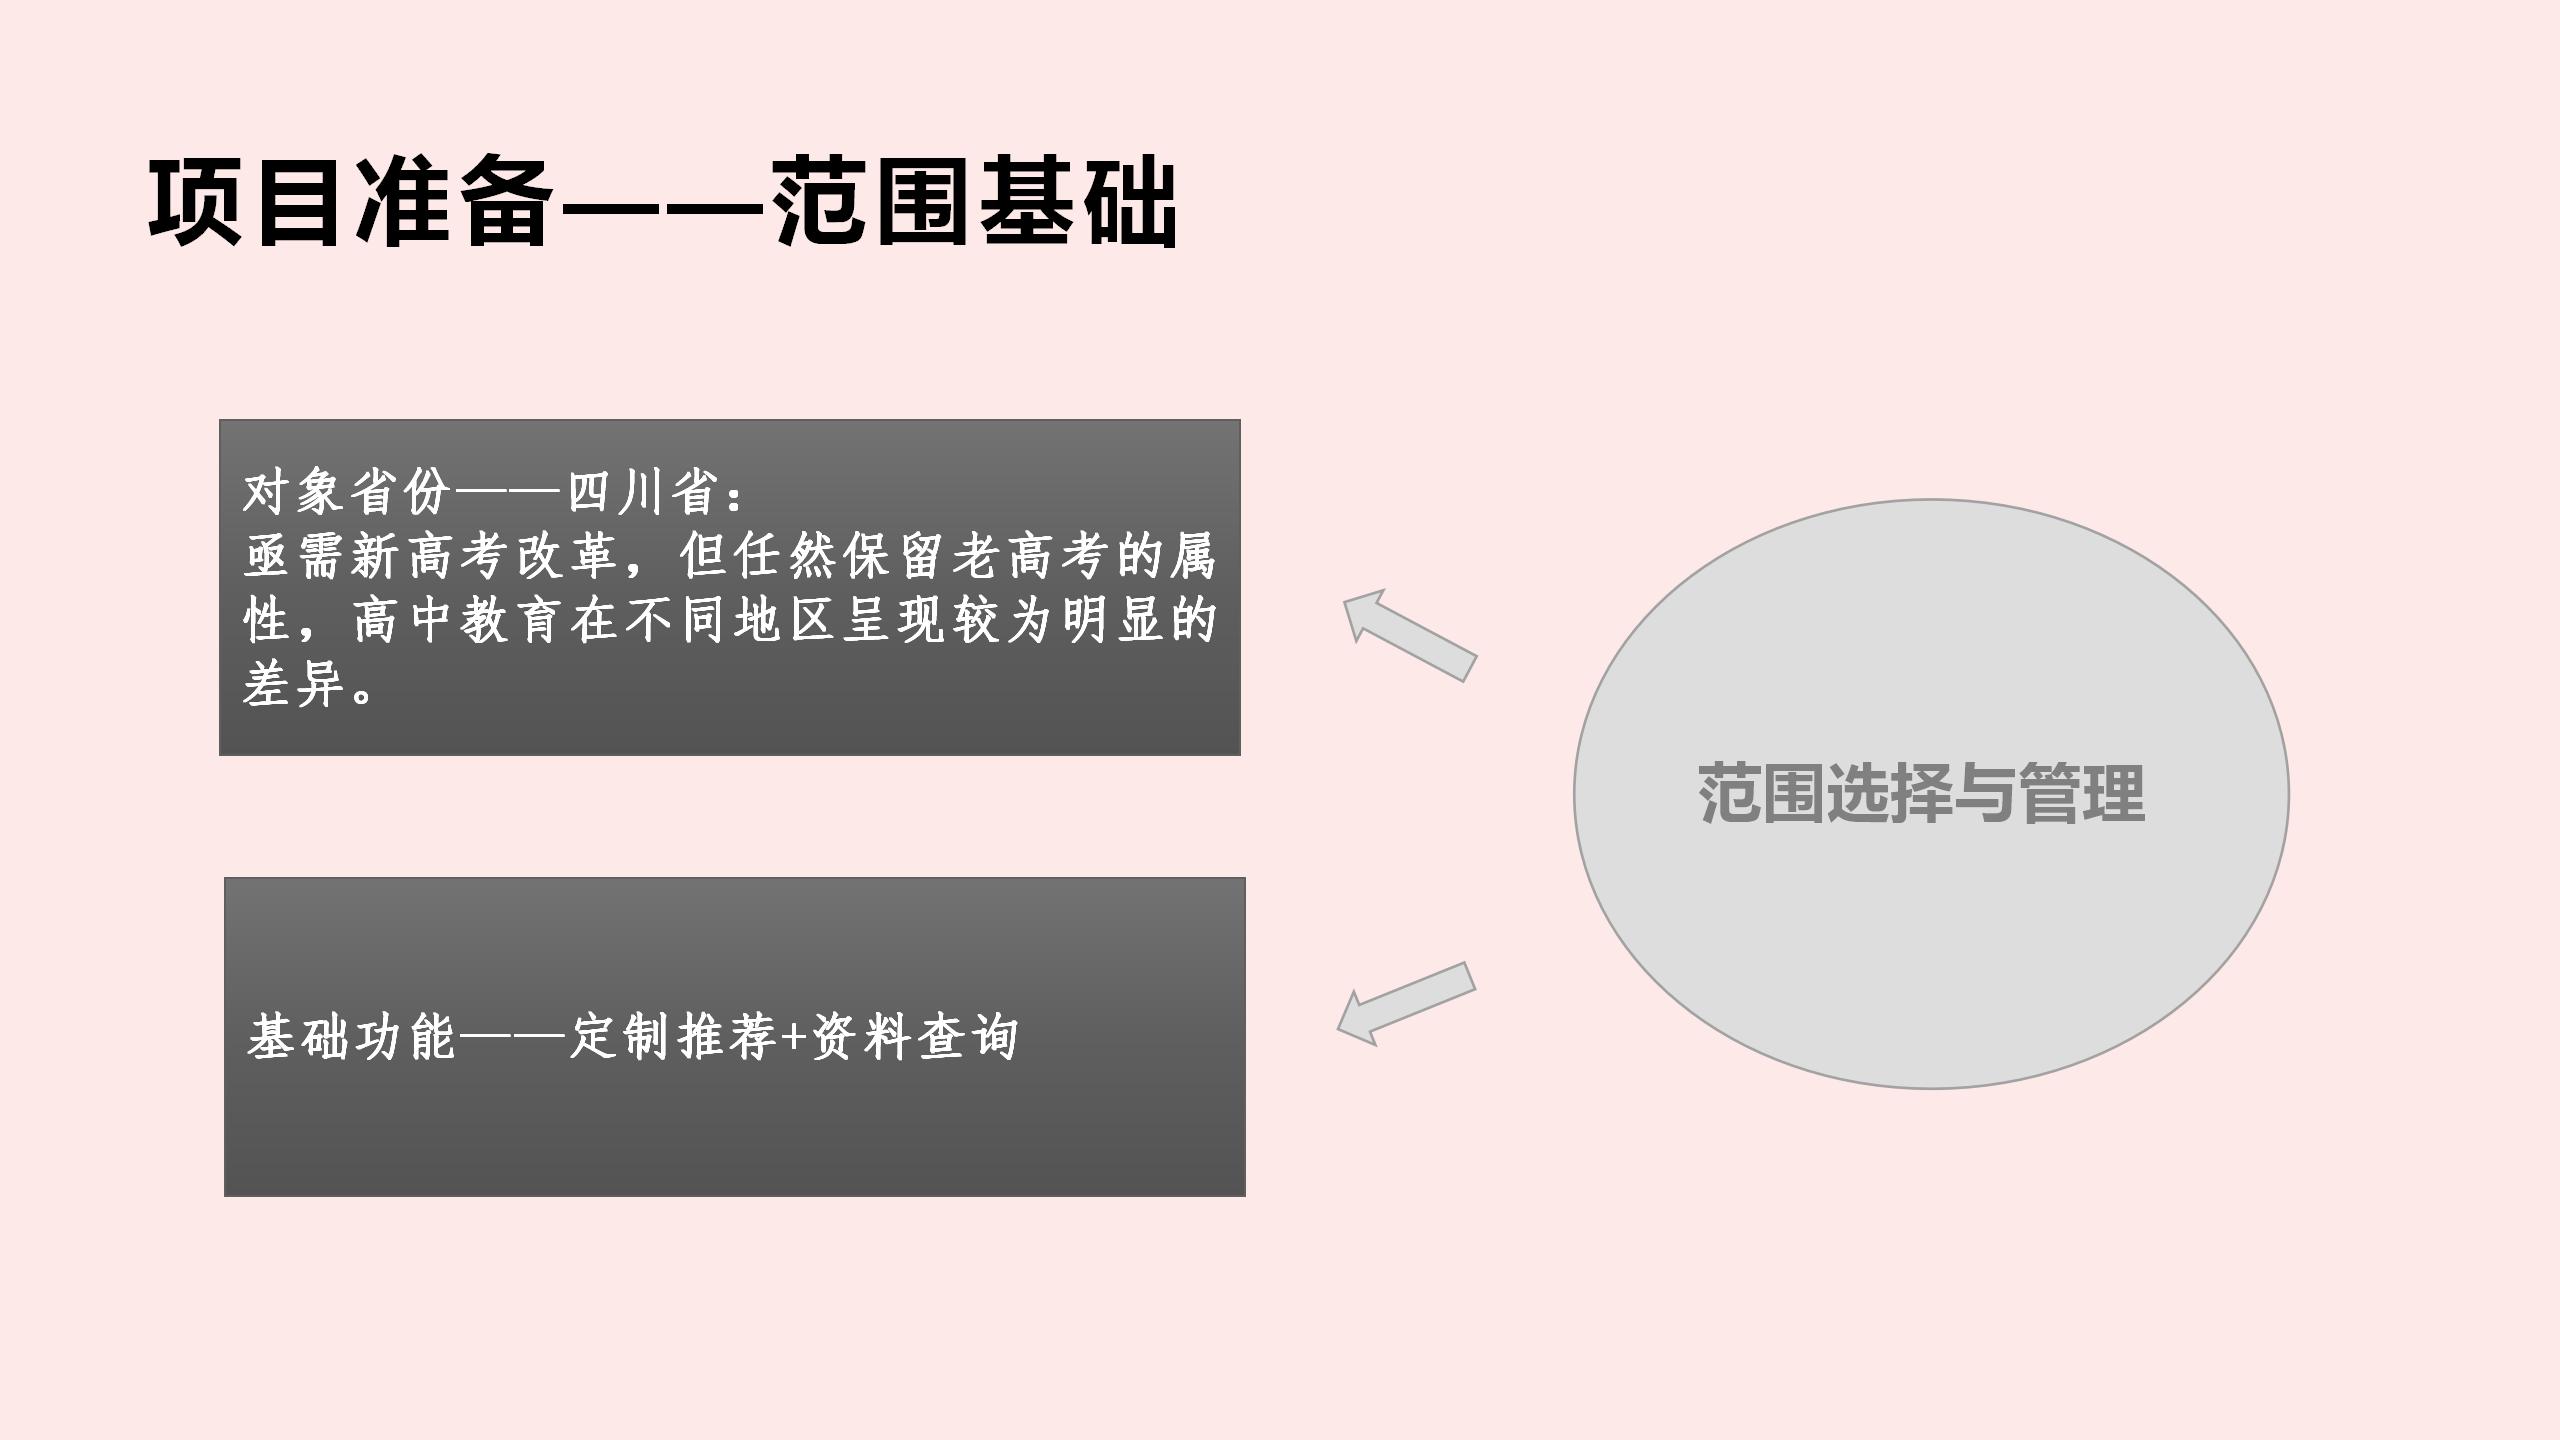 项目准备——范围基础
对象省份——四川省：
亟需新高考改革，但任然保留老高考的属
性，高中教育在不同地区呈现较为明显的
差异。
范围选择与管理
基础功能——定制推荐+资料查询